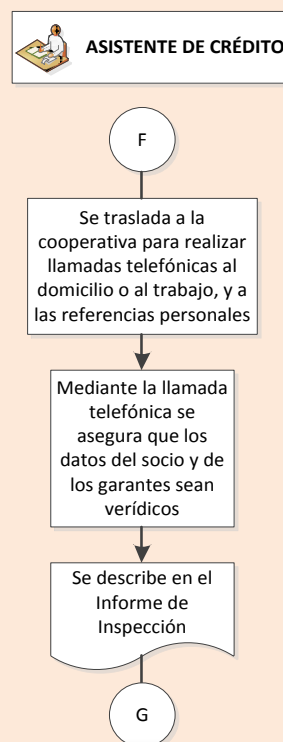 ASISTENTE DE CRÉDITO
F
Se traslada a la
cooperativa para realizar
llamadas telefónicas al
domicilio o al trabajo, y a
las referencias personales
Mediante la llamada
telefónica se
asegura que los
datos del socio y de
los garantes sean
verídicos
Se describe en el
Informe de
Inspección
G